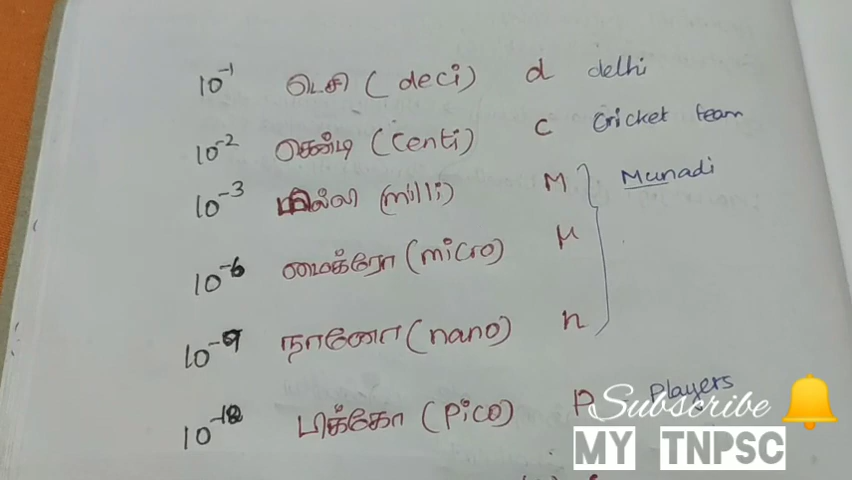 10⁻¹ டெசி (deci) d delhi
10⁻² சென்டி (centi) c cricket team
10⁻³ மில்லி (milli) M Munadi
10⁻⁶ மைக்ரோ (micro) μ
10⁻⁹ நானோ (nano) n
10⁻¹² பிக்கோ (pico) p - players
Subscribe
MY TNPSC